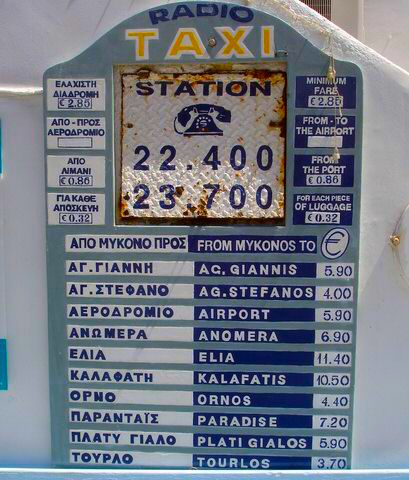 RADIO
TAXI
STATION
22.400
23.700
ΕΛΑΧΙΣΤΗ
ΔΙΑΔΡΟΜΗ
€ 2.85
ΑΠΟ - ΠΡΟΣ
ΑΕΡΟΔΡΟΜΙΟ
ΑΠΟ
ΛΙΜΑΝΙ
€ 0.86
ΓΙΑ ΚΑΘΕ
ΑΠΟΣΚΕΥΗ
€ 0.32
MINIMUM
FARE
€ 2.85
FROM - TO
THE AIRPORT
FROM
THE PORT
€ 0.86
FOR EACH PIECE
OF LUGGAGE
€ 0.32
ΑΠΟ ΜΥΚΟΝΟ ΠΡΟΣ FROM MYKONOS TO €
ΑΓ.ΓΙΑΝΝΗ AG. GIANNIS 5.90
ΑΓ.ΣΤΕΦΑΝΟ AG.STEFANOS 4.00
ΑΕΡΟΔΡΟΜΙΟ AIRPORT 5.90
ΑΝΩΜΕΡΑ ANOMERA 6.90
ΕΛΙΑ ELIA 11.40
ΚΑΛΑΦΑΤΗ KALAFATIS 10.50
ΟΡΝΟ ORNOS 4.40
ΠΑΡΑΝΤΑΪΣ PARADISE 7.20
ΠΛΑΤΥ ΓΙΑΛΟ PLATI GIALOS 5.90
ΤΟΥΡΛΟ TOURLOS 3.70